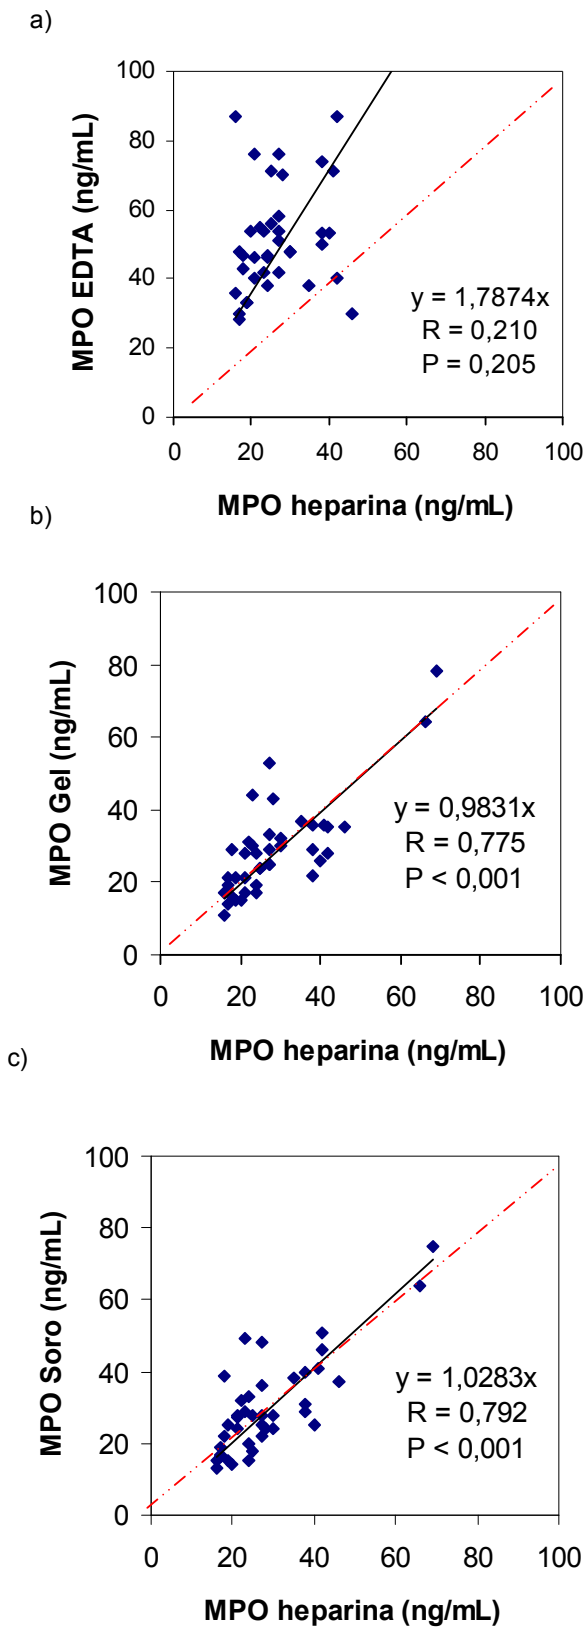 a)
100
80
60
40
20
0
MPO EDTA (ng/mL)
y = 1,7874x
R = 0,210
P = 0,205
0 20 40 60 80 100
MPO heparina (ng/mL)
b)
100
80
60
40
20
0
MPO Gel (ng/mL)
y = 0,9831x
R = 0,775
P < 0,001
0 20 40 60 80 100
MPO heparina (ng/mL)
c)
100
80
60
40
20
0
MPO Soro (ng/mL)
y = 1,0283x
R = 0,792
P < 0,001
0 20 40 60 80 100
MPO heparina (ng/mL)